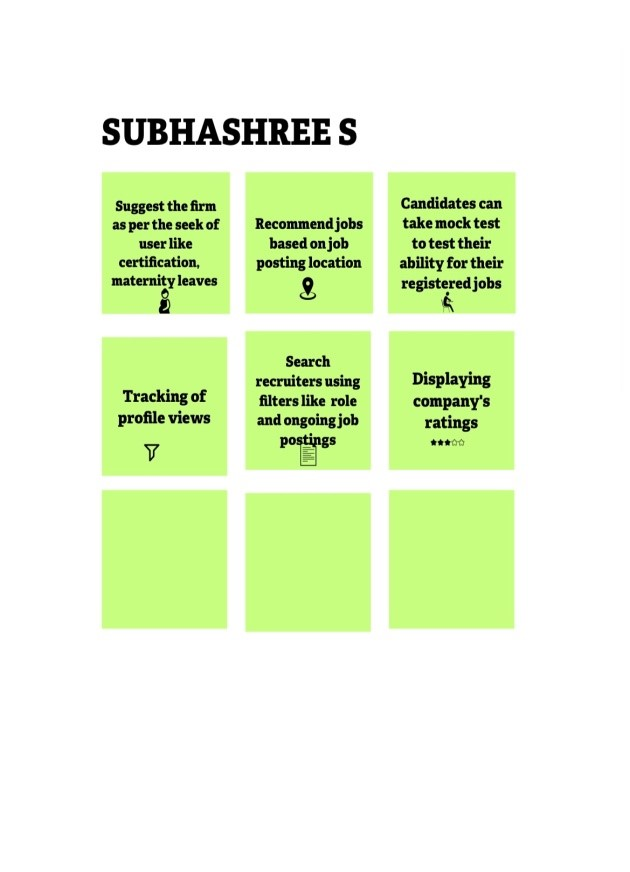 SUBHASHREE S
Suggest the firm
as per the seek of
user like
certification,
maternity leaves
Recommend jobs
based on job
posting location
Candidates can
take mock test
to test their
ability for their
registered jobs
Tracking of
profile views
Search
recruiters using
filters like role
and ongoing job
postings
Displaying
company's
ratings